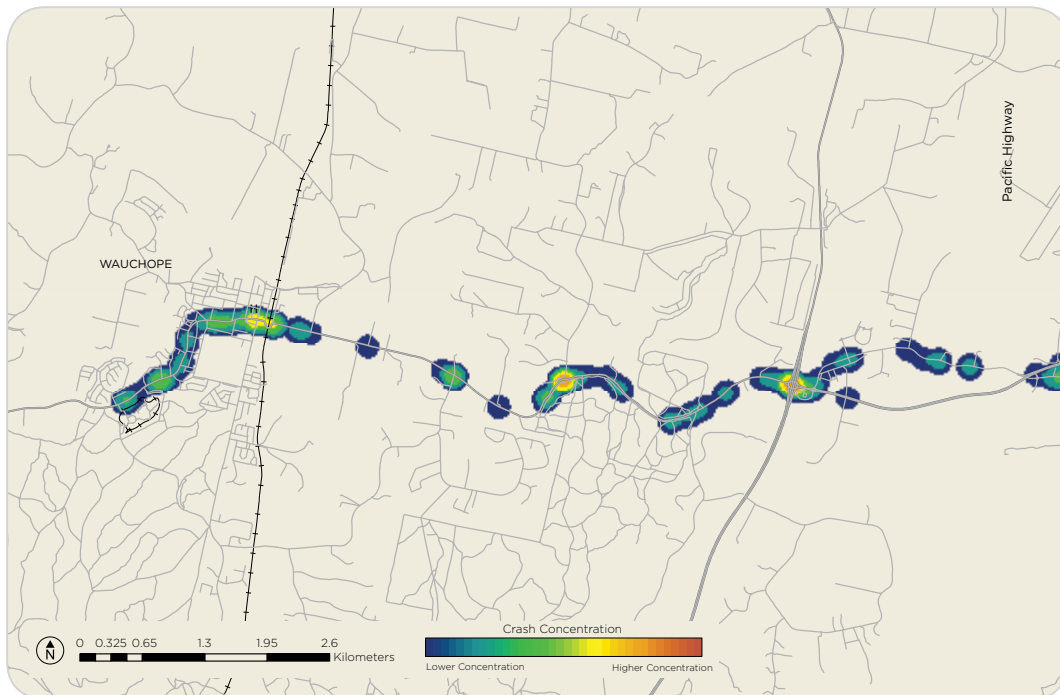 Pacific Highway
WAUCHOPE
N
0 0.325 0.65 1.3 1.95 2.6
Kilometers
Crash Concentration
Lower Concentration Higher Concentration